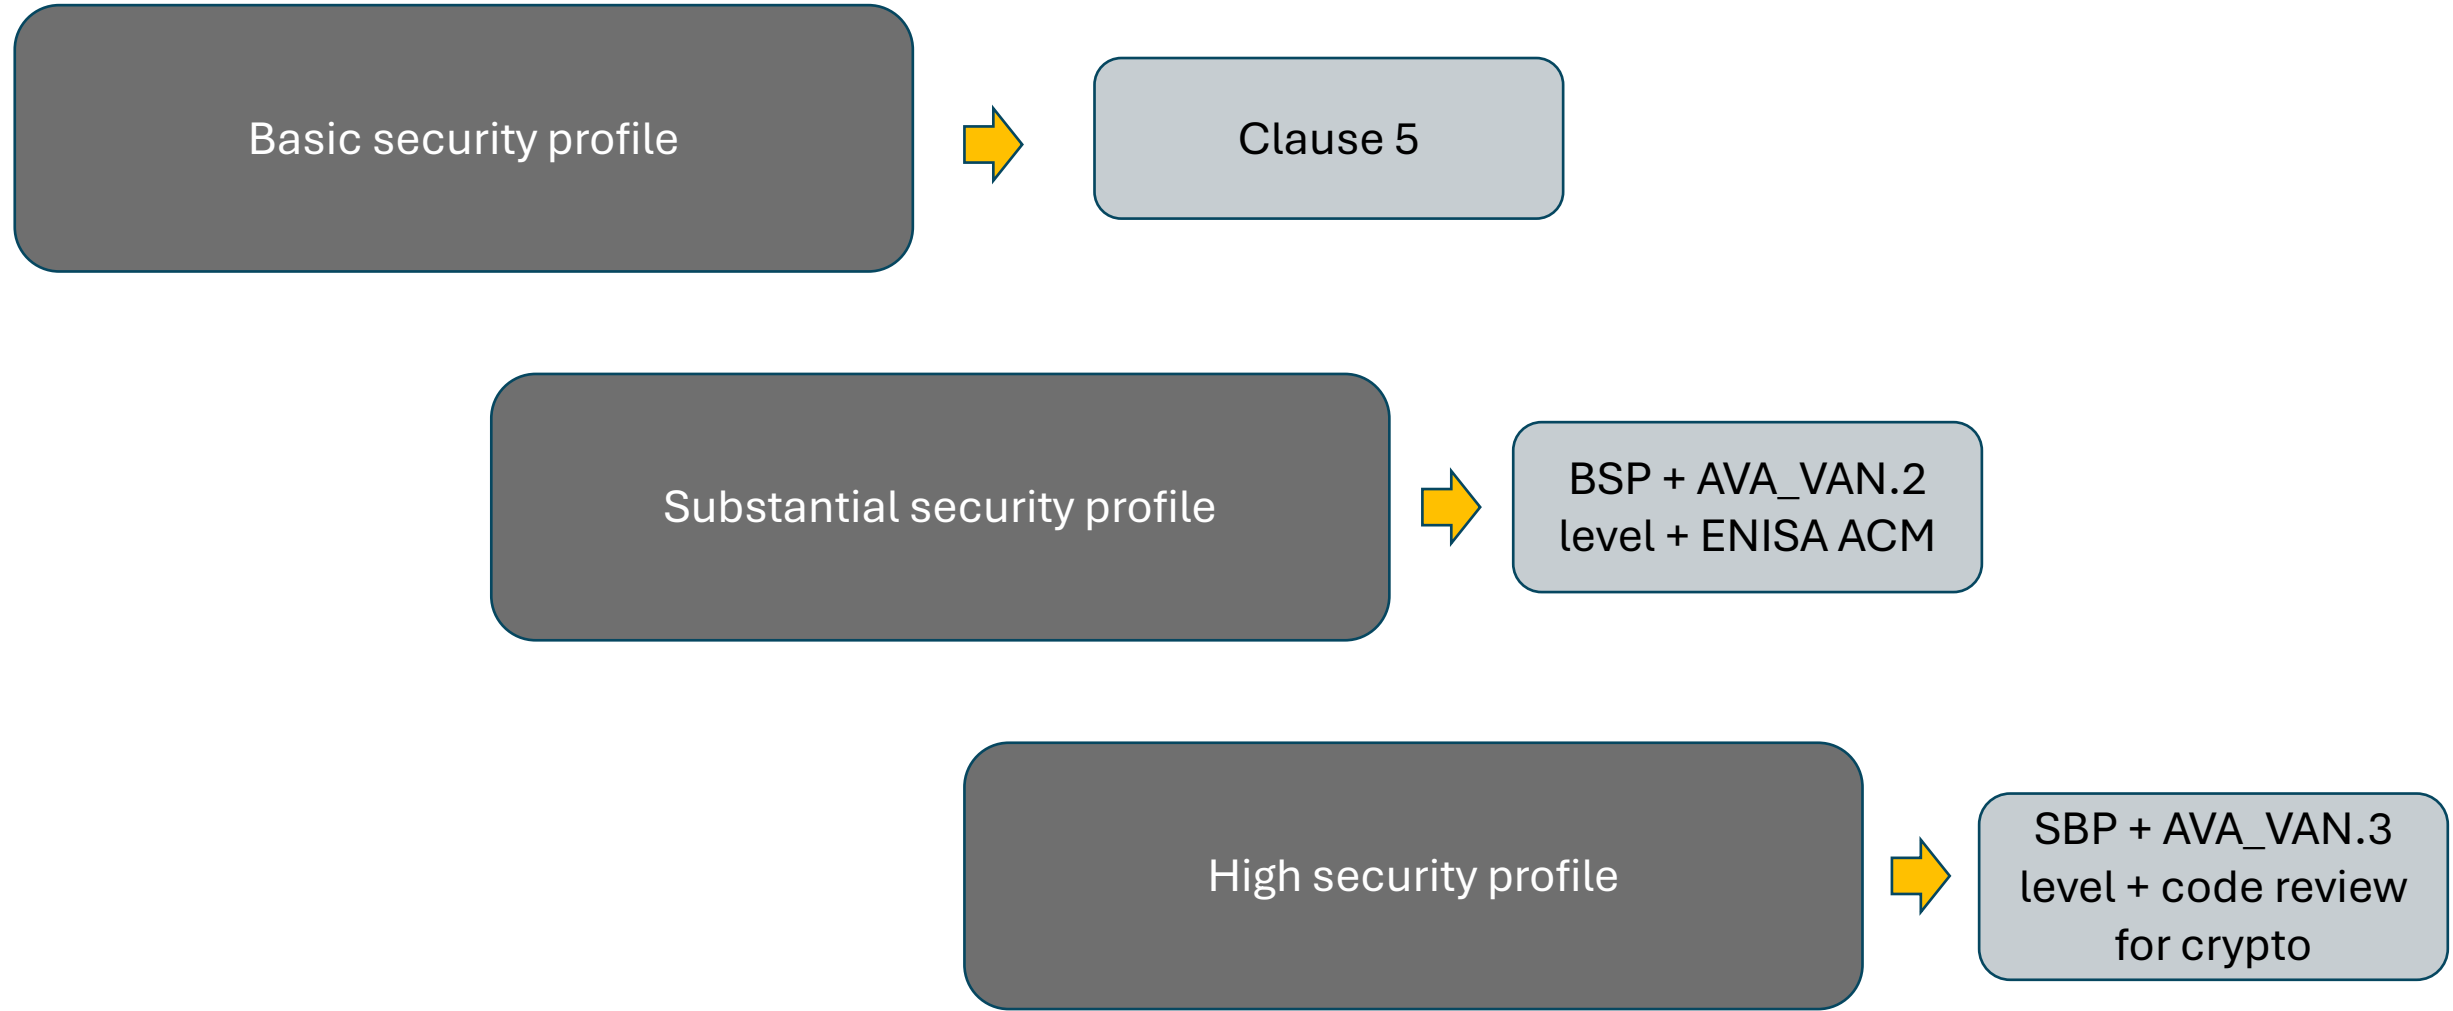 Basic security profile
Clause 5
Substantial security profile
BSP + AVA_VAN.2
level + ENISA ACM
High security profile
SBP + AVA_VAN.3
level + code review
for crypto